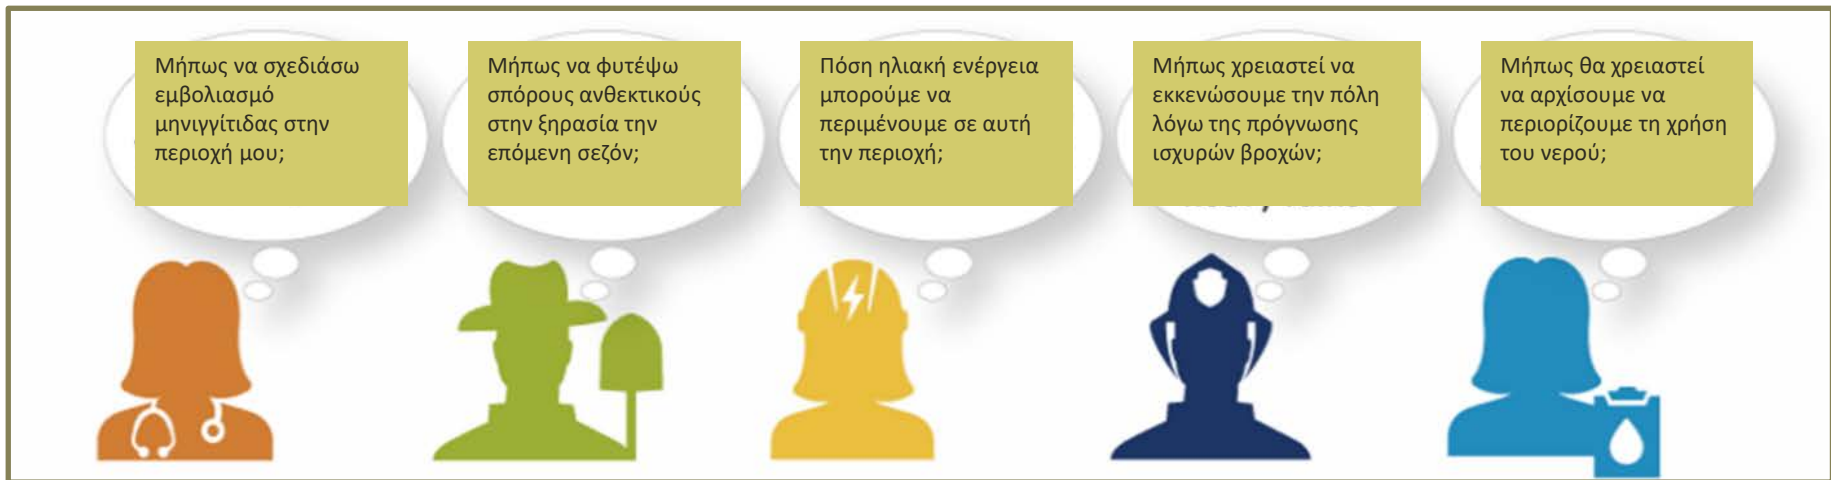 Μήπως να σχεδιάσω
εμβολιασμό
μηνιγγίτιδας στην
περιοχή μου;
Μήπως να φυτέψω
σπόρους ανθεκτικούς
στην ξηρασία την
επόμενη σεζόν;
Πόση ηλιακή ενέργεια
μπορούμε να
περιμένουμε σε αυτή
την περιοχή;
Μήπως χρειαστεί να
εκκενώσουμε την πόλη
λόγω της πρόγνωσης
ισχυρών βροχών;
Μήπως θα χρειαστεί
να αρχίσουμε να
περιορίζουμε τη χρήση
του νερού;